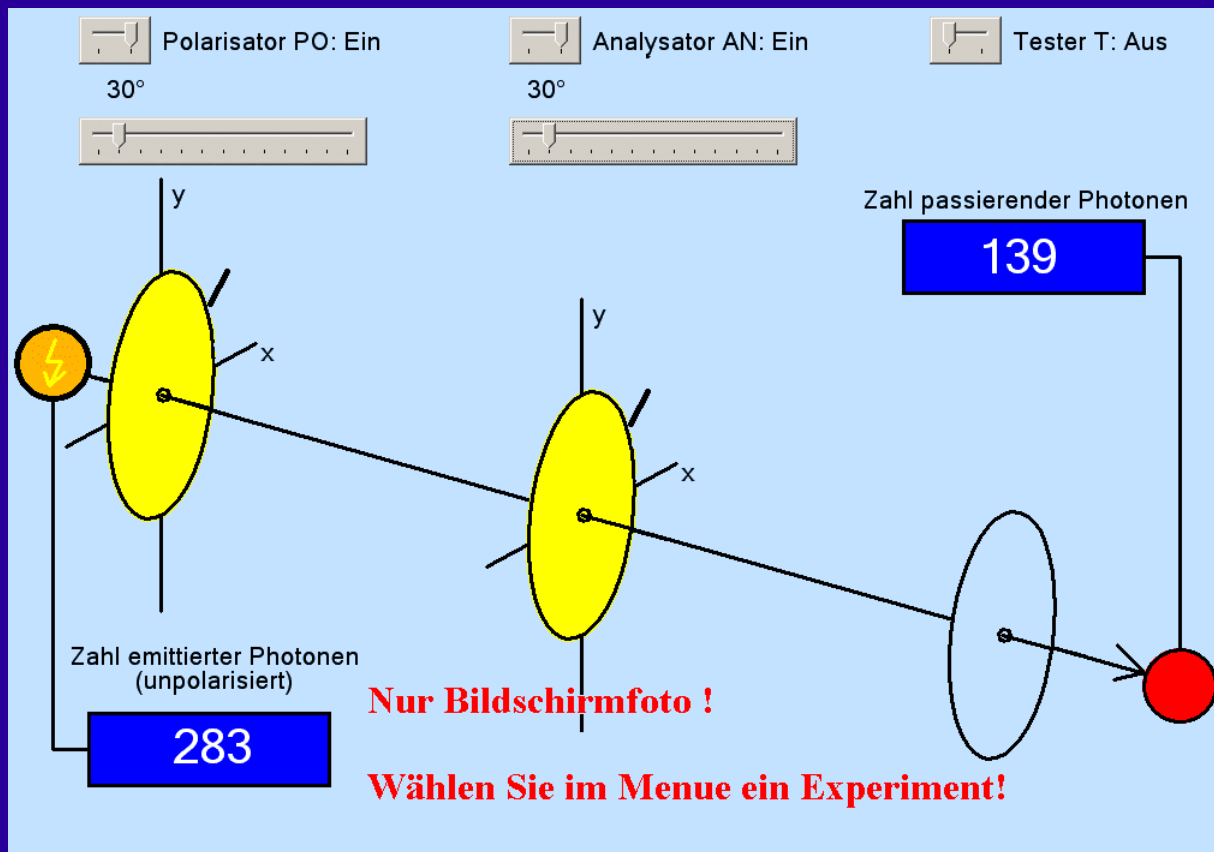 Polarisator PO: Ein
Analysator AN: Ein
Tester T: Aus
30°
30°
y
Zahl passierender Photonen
139
x
y
x
Zahl emittierter Photonen
(unpolarisiert)
283
Nur Bildschirmfoto !
Wählen Sie im Menue ein Experiment!